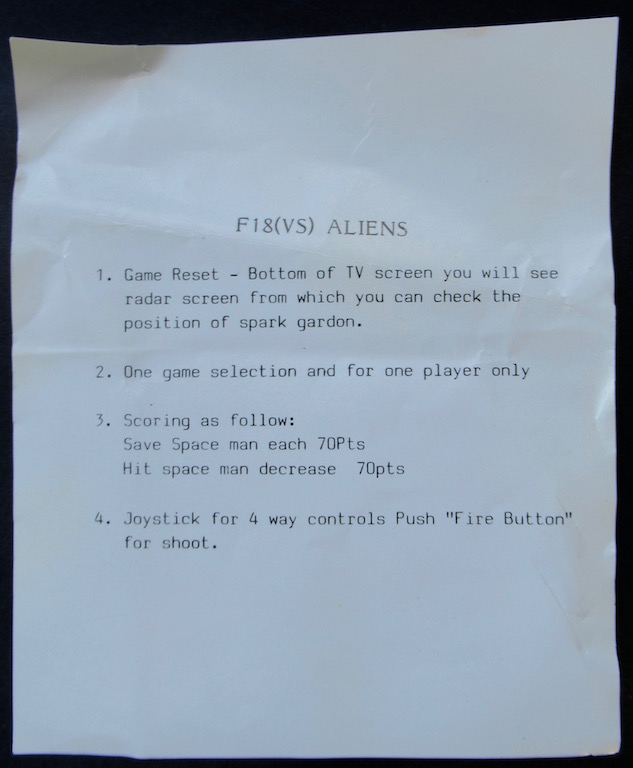 F18(VS) ALIENS
1. Game Reset - Bottom of TV screen you will see
radar screen from which you can check the
position of spark gardon.
2. One game selection and for one player only
3. Scoring as follow:
Save Space man each 70Pts
Hit space man decrease 70pts
4. Joystick for 4 way controls Push "Fire Button"
for shoot.